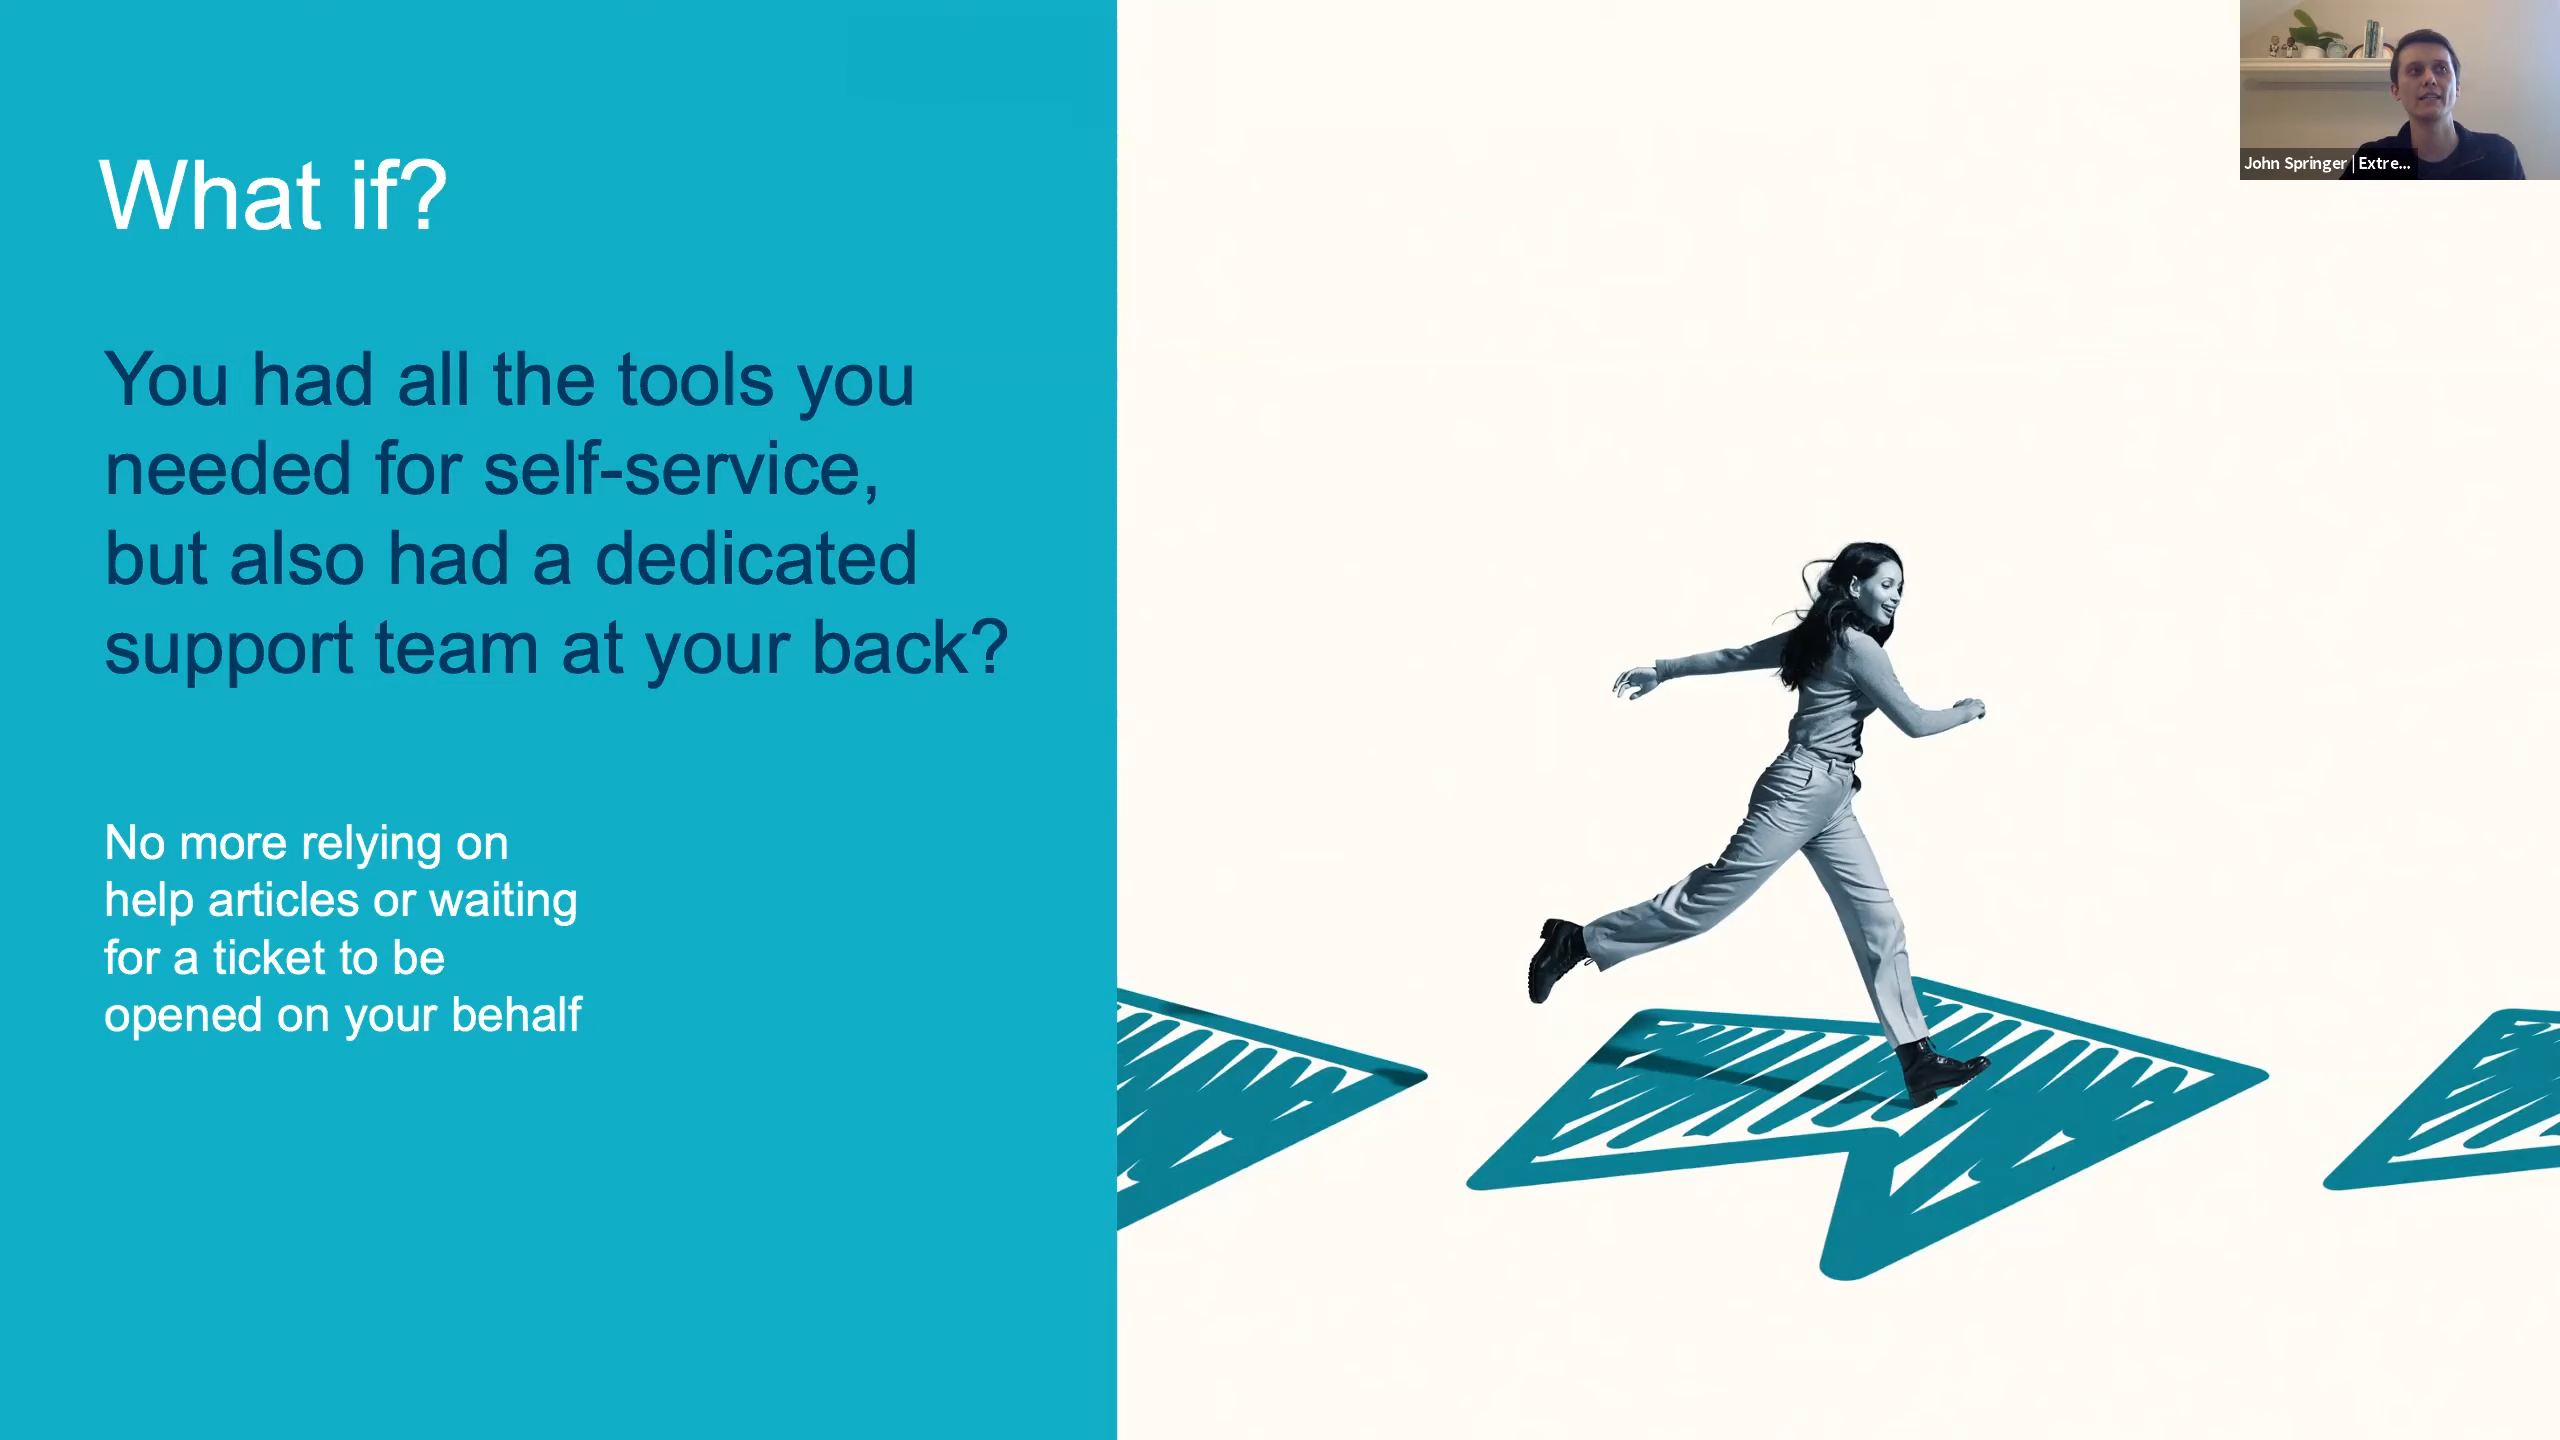 What if?
You had all the tools you
needed for self-service,
but also had a dedicated
support team at your back?
No more relying on
help articles or waiting
for a ticket to be
opened on your behalf
John Springer | Extre...